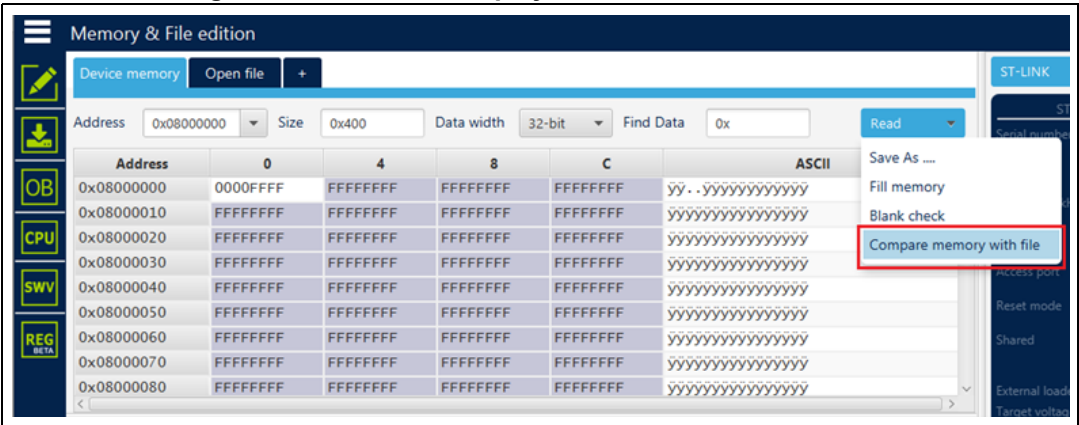 Memory & File edition
Device memory Open file + ST-LINK
Address 0x08000000 Size 0x400 Data width 32-bit Find Data 0x Read
Serial number
Address 0 4 8 C ASCII Save As ....
OB 0x08000000 0000FFFF FFFFFFFF FFFFFFFF FFFFFFFF ÿÿ..ÿÿÿÿÿÿÿÿÿÿÿÿ Fill memory
0x08000010 FFFFFFFF FFFFFFFF FFFFFFFF FFFFFFFF ÿÿÿÿÿÿÿÿÿÿÿÿÿÿÿÿ Blank check
CPU 0x08000020 FFFFFFFF FFFFFFFF FFFFFFFF FFFFFFFF ÿÿÿÿÿÿÿÿÿÿÿÿÿÿÿÿ Compare memory with file
0x08000030 FFFFFFFF FFFFFFFF FFFFFFFF FFFFFFFF ÿÿÿÿÿÿÿÿÿÿÿÿÿÿÿÿ Access port
SWV 0x08000040 FFFFFFFF FFFFFFFF FFFFFFFF FFFFFFFF ÿÿÿÿÿÿÿÿÿÿÿÿÿÿÿÿ
0x08000050 FFFFFFFF FFFFFFFF FFFFFFFF FFFFFFFF ÿÿÿÿÿÿÿÿÿÿÿÿÿÿÿÿ Reset mode
REG BETA 0x08000060 FFFFFFFF FFFFFFFF FFFFFFFF FFFFFFFF ÿÿÿÿÿÿÿÿÿÿÿÿÿÿÿÿ Shared
0x08000070 FFFFFFFF FFFFFFFF FFFFFFFF FFFFFFFF ÿÿÿÿÿÿÿÿÿÿÿÿÿÿÿÿ
0x08000080 FFFFFFFF FFFFFFFF FFFFFFFF FFFFFFFF ÿÿÿÿÿÿÿÿÿÿÿÿÿÿÿÿ External
Target